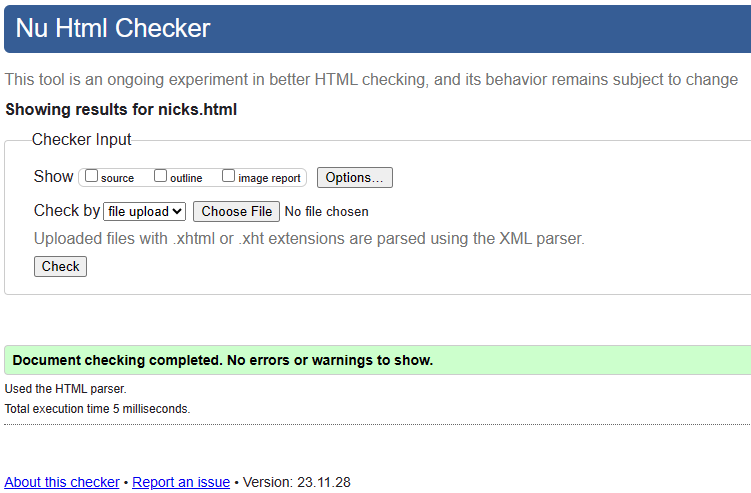 Nu Html Checker
This tool is an ongoing experiment in better HTML checking, and its behavior remains subject to change
Showing results for nicks.html
Checker Input
Show source outline image report Options...
Check by file upload Choose File No file chosen
Uploaded files with .xhtml or .xht extensions are parsed using the XML parser.
Check
Document checking completed. No errors or warnings to show.
Used the HTML parser.
Total execution time 5 milliseconds.
About this checker • Report an issue • Version: 23.11.28